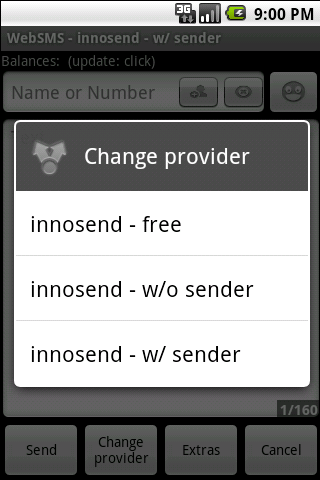 3G 9:00 PM
WebSMS - innosend - w/ sender
Balances: (update: click)
Name or Number
Change provider
innosend - free
innosend - w/o sender
innosend - w/ sender
1/160
Send
Change
provider
Extras
Cancel